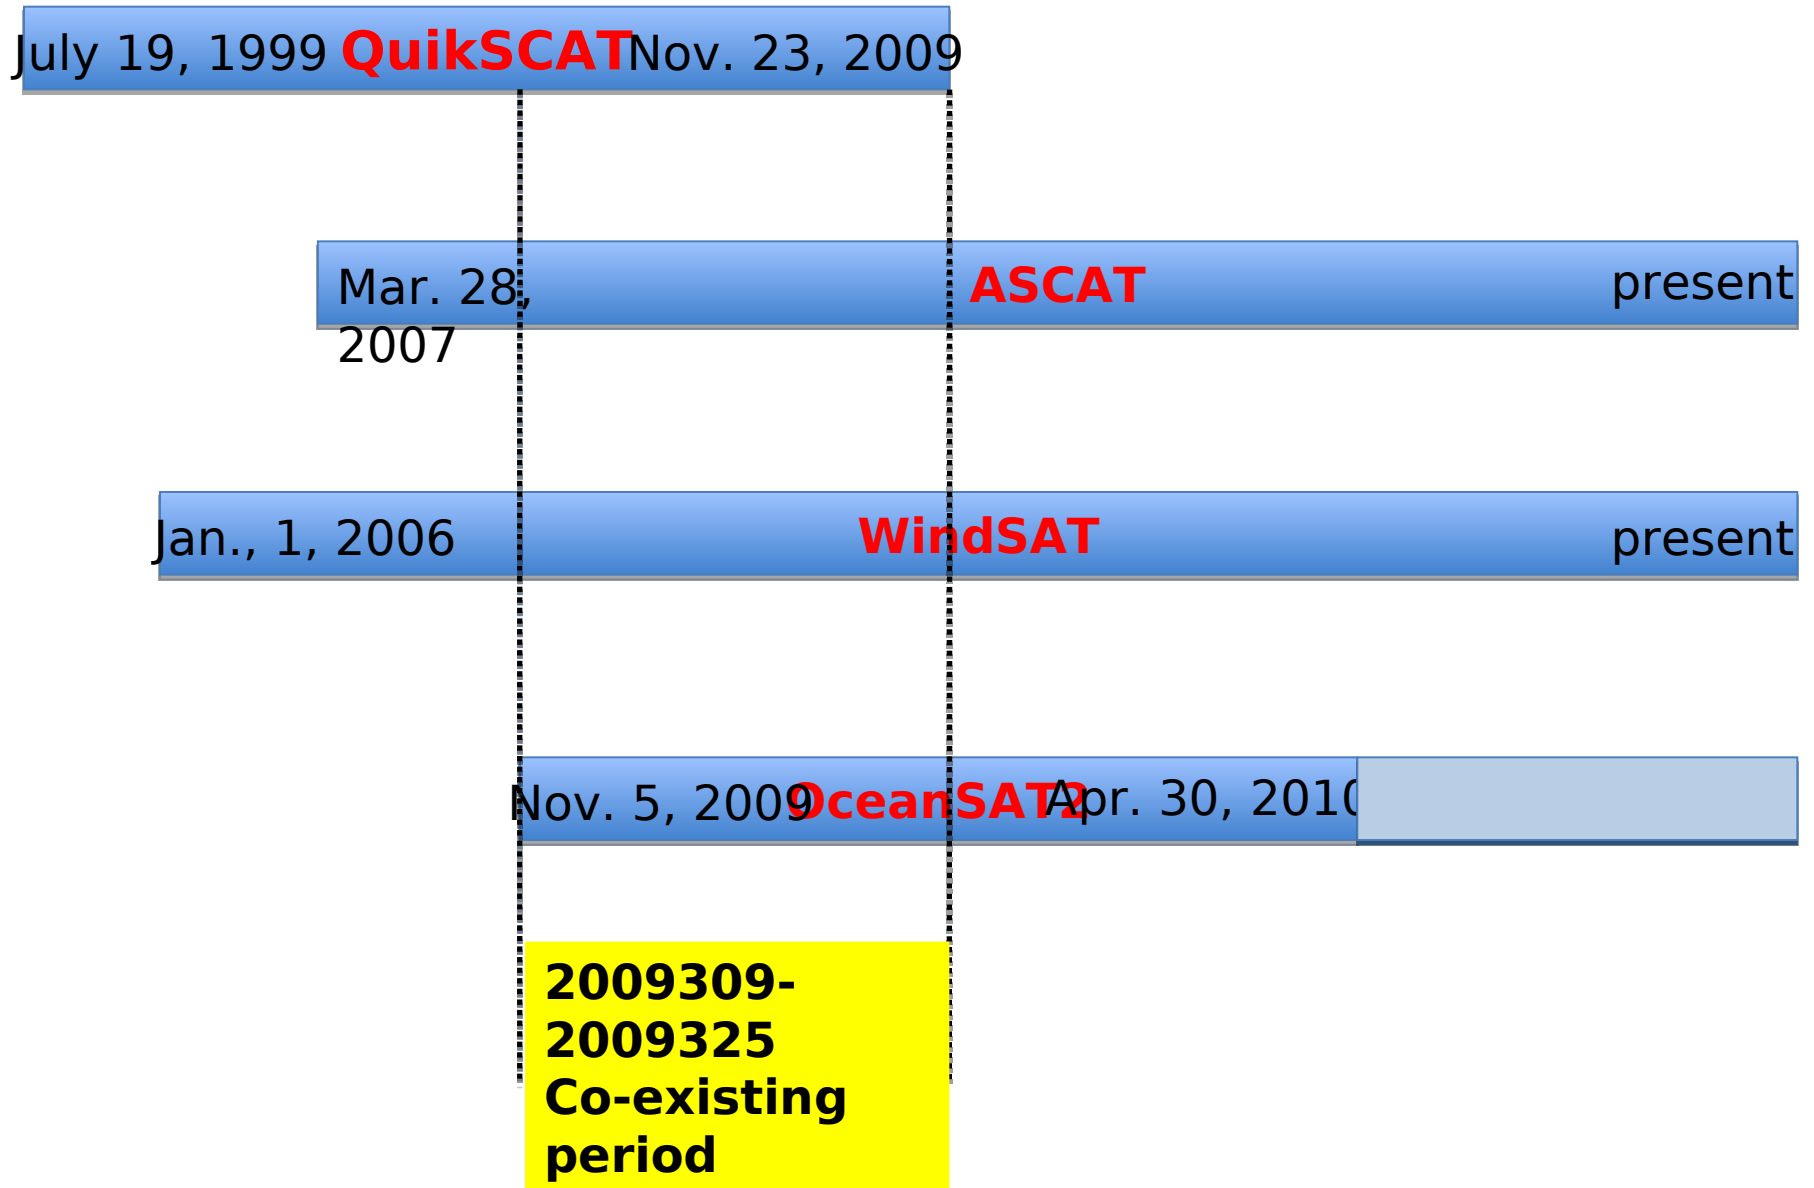 July 19, 1999 QuikSCAT Nov. 23, 2009
Mar. 28,
2007
ASCAT
present
Jan., 1, 2006 WindSAT present
Nov. 5, 2009 OceanSAT2 Apr. 30, 2010
2009309-
2009325
Co-existing
period